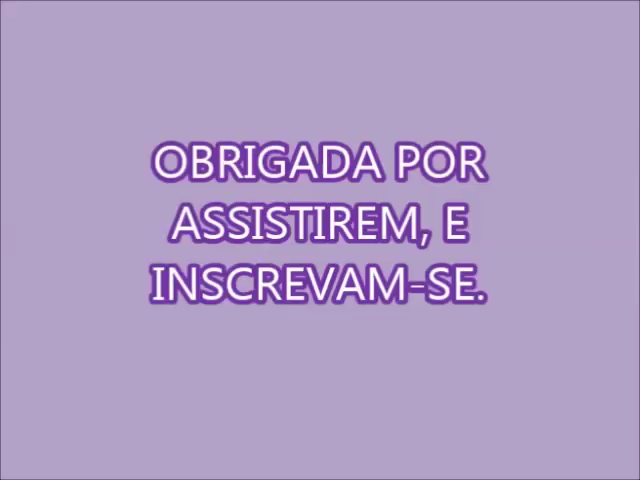 OBRIGADA POR
ASSISTIREM, E
INSCREVAM-SE.